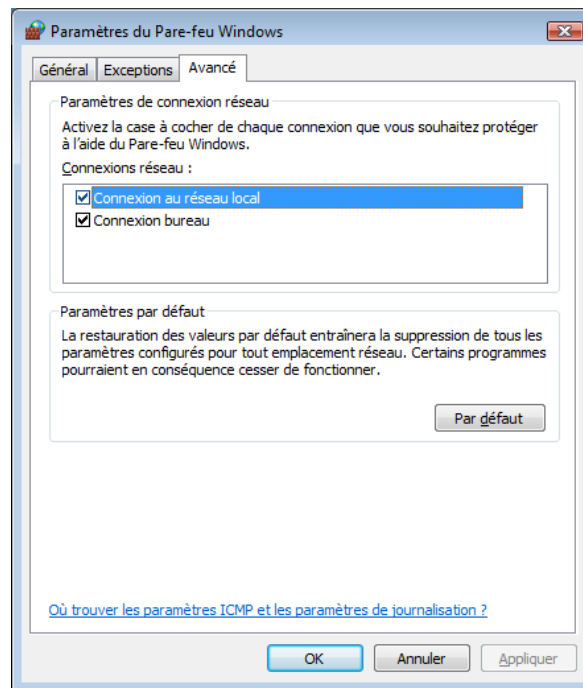 Paramètres du Pare-feu Windows
Général Exceptions Avancé
Paramètres de connexion réseau
Activez la case à cocher de chaque connexion que vous souhaitez protéger
à l'aide du Pare-feu Windows.
Connexions réseau :
Connexion au réseau local
Connexion bureau
Paramètres par défaut
La restauration des valeurs par défaut entraînera la suppression de tous les
paramètres configurés pour tout emplacement réseau. Certains programmes
pourraient en conséquence cesser de fonctionner.
Par défaut
Où trouver les paramètres ICMP et les paramètres de journalisation ?
OK Annuler Appliquer